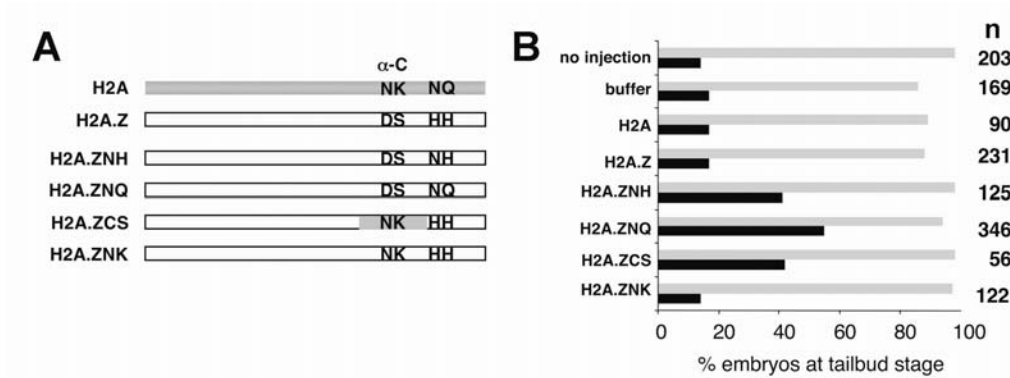 A
α-C
H2A NK NQ
H2A.Z DS HH
H2A.ZNH DS NH
H2A.ZNQ DS NQ
H2A.ZCS NK HH
H2A.ZNK NK HH
B
n
no injection 203
buffer 169
H2A 90
H2A.Z 231
H2A.ZNH 125
H2A.ZNQ 346
H2A.ZCS 56
H2A.ZNK 122
0 20 40 60 80 100
% embryos at tailbud stage